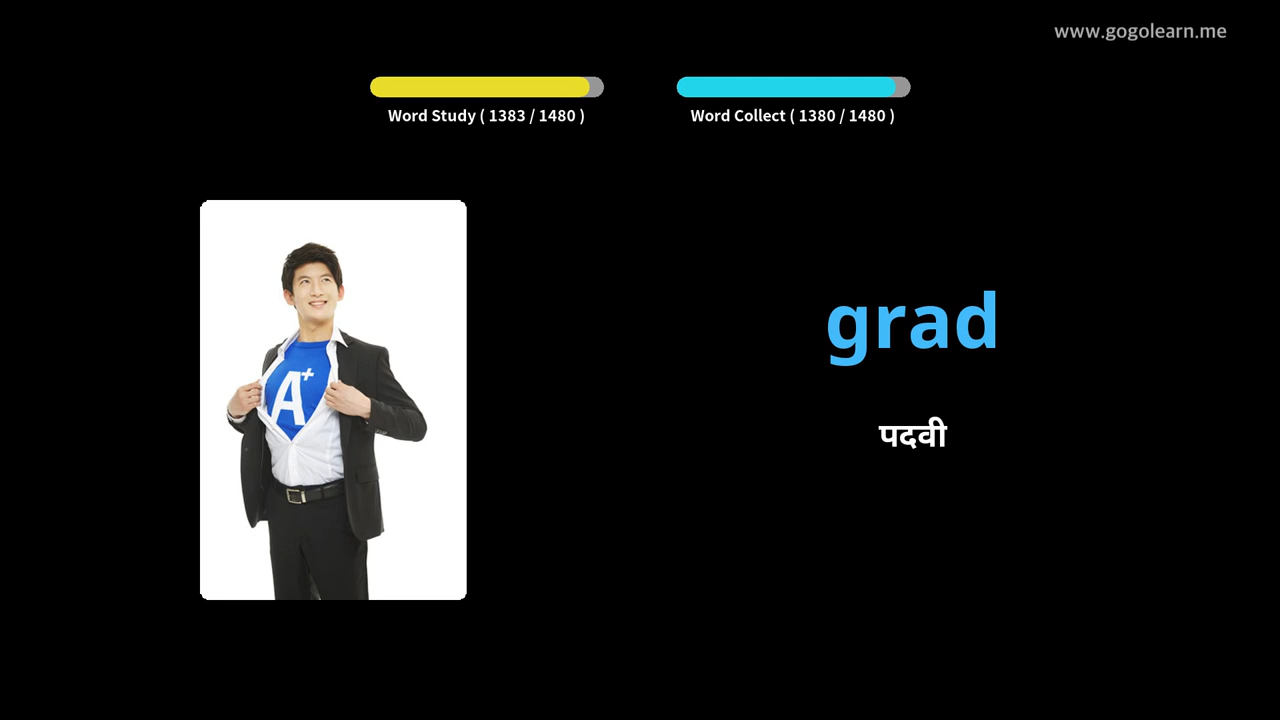 www.gogolearn.me
Word Study ( 1383 / 1480 )
Word Collect ( 1380 / 1480 )
A+
grad
पदवी